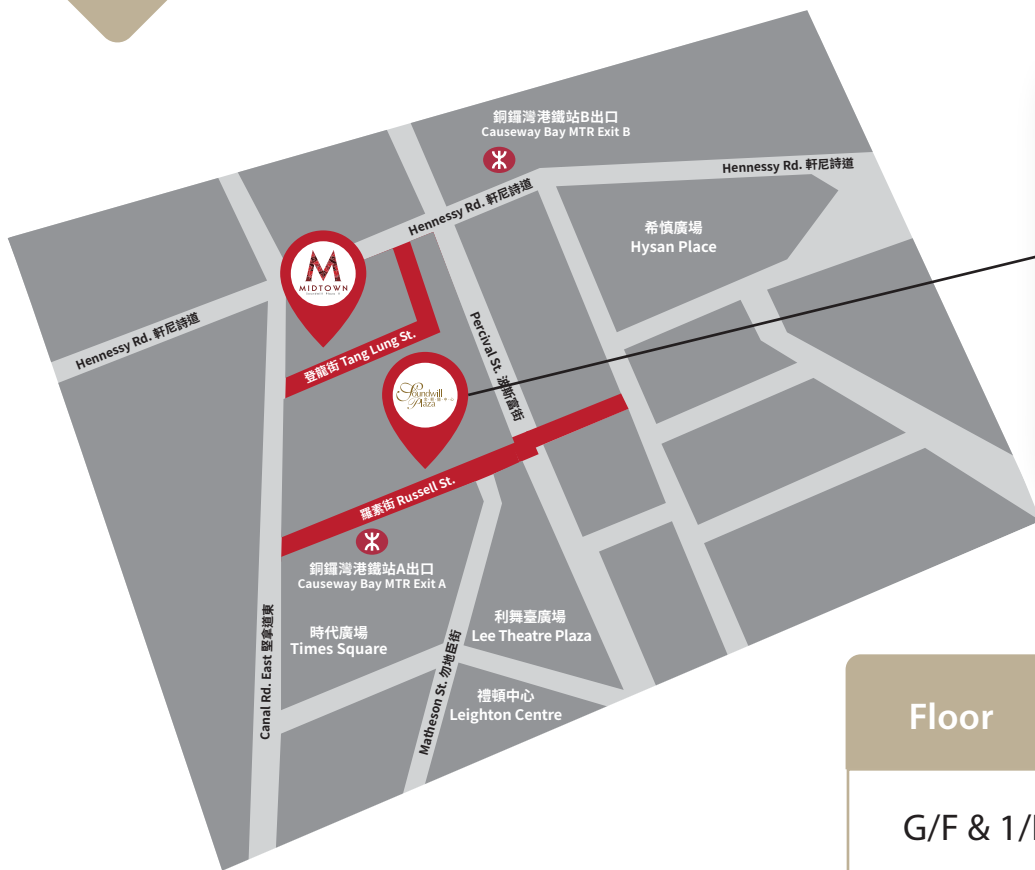 銅鑼灣港鐵站B出口
Causeway Bay MTR Exit B
Hennessy Rd. 軒尼詩道
Hennessy Rd. 軒尼詩道
希慎廣場
Hysan Place
M
MIDTOWN
Hennessy Rd. 軒尼詩道
登龍街 Tang Lung St.
Percival St. 波斯富街
Soundwill
Plaza
羅素街 Russell St.
銅鑼灣港鐵站A出口
Causeway Bay MTR Exit A
時代廣場
Times Square
Canal Rd. East 堅拿道東
利舞臺廣場
Lee Theatre Plaza
Matheson St. 勿地臣街
禮頓中心
Leighton Centre
Floor
G/F & 1/